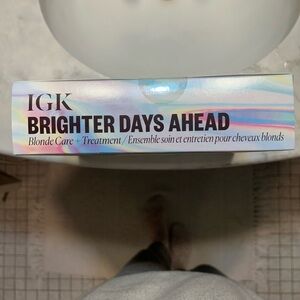 IGK
BRIGHTER DAYS AHEAD
Blonde Care + Treatment / Ensemble soin et entretien pour cheveux blonds